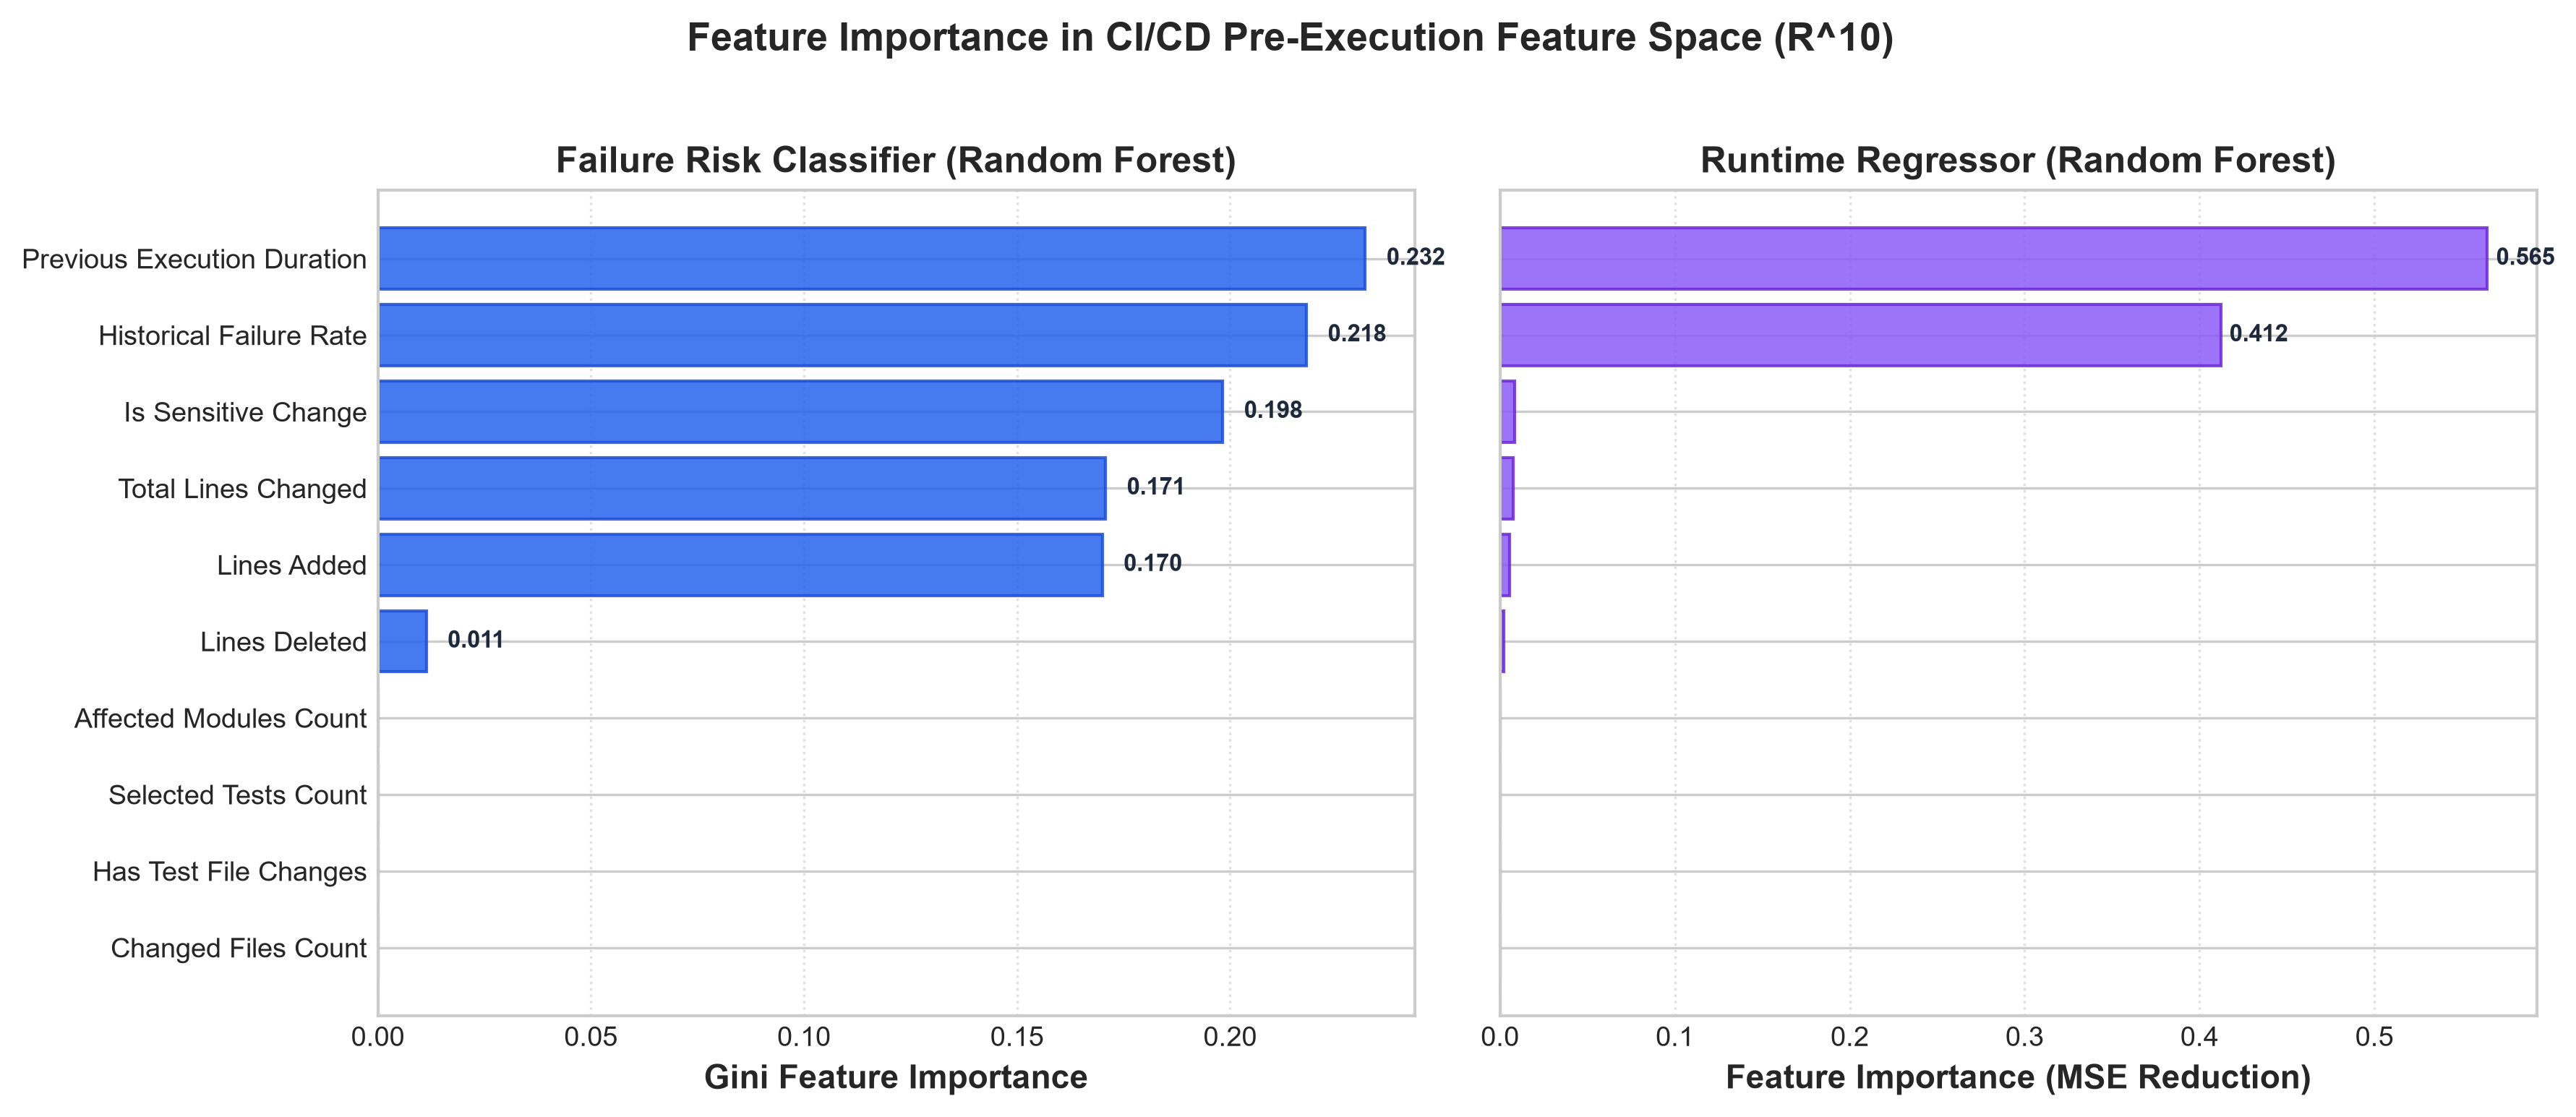 Feature Importance in CI/CD Pre-Execution Feature Space (R^10)
Failure Risk Classifier (Random Forest)
Previous Execution Duration
0.232
Historical Failure Rate
0.218
Is Sensitive Change
0.198
Total Lines Changed
0.171
Lines Added
0.170
Lines Deleted
0.011
Affected Modules Count
Selected Tests Count
Has Test File Changes
Changed Files Count
0.00 0.05 0.10 0.15 0.20
Gini Feature Importance
Runtime Regressor (Random Forest)
0.565
0.412
0.0 0.1 0.2 0.3 0.4 0.5
Feature Importance (MSE Reduction)